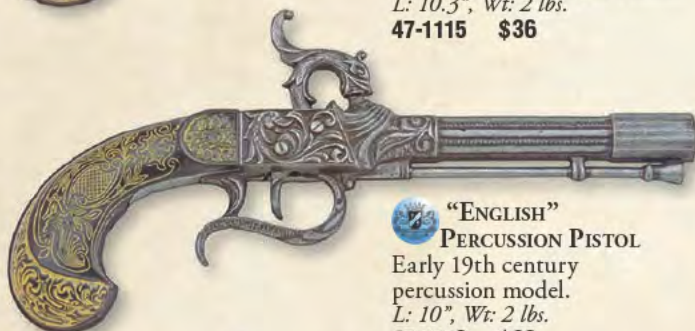 L: 10.3", Wt: 2 lbs.
47-1115 $36
"ENGLISH"
PERCUSSION PISTOL
Early 19th century
percussion model.
L: 10", Wt: 2 lbs.